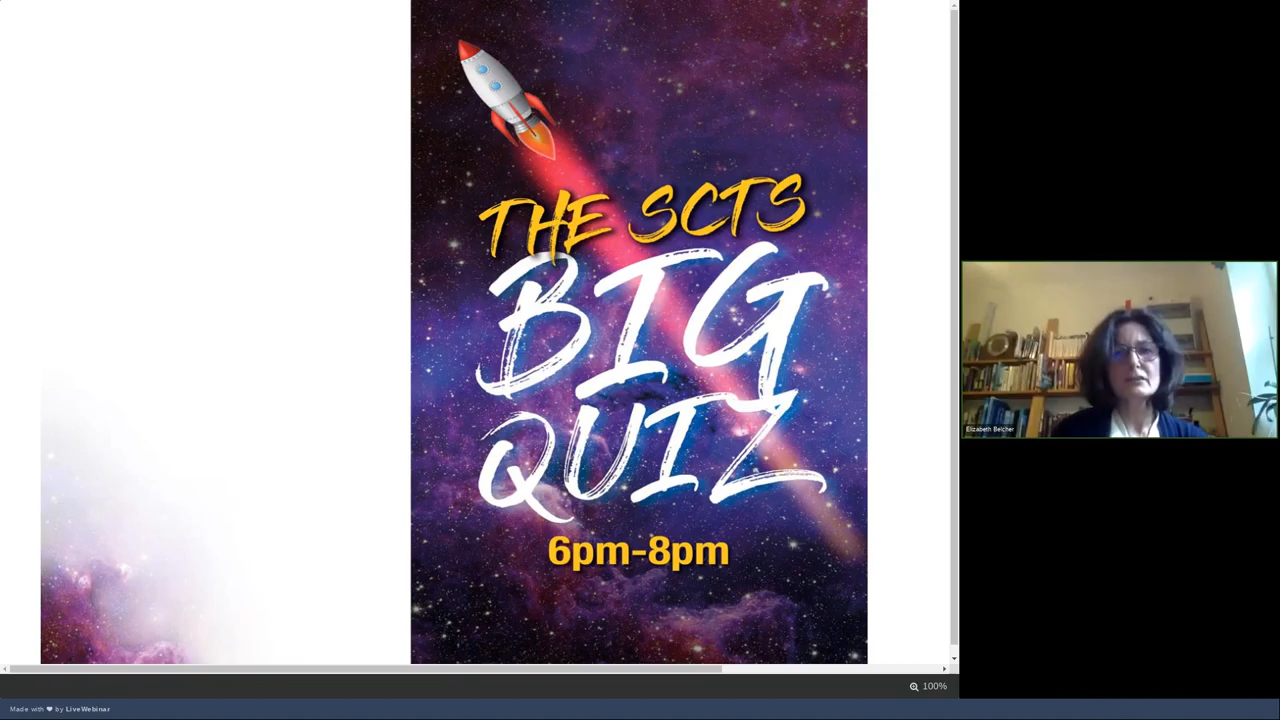 THE SCTS
BIG
QUIZ
6pm-8pm
Elizabeth Belcher
100%
Made with ❤ by LiveWebinar